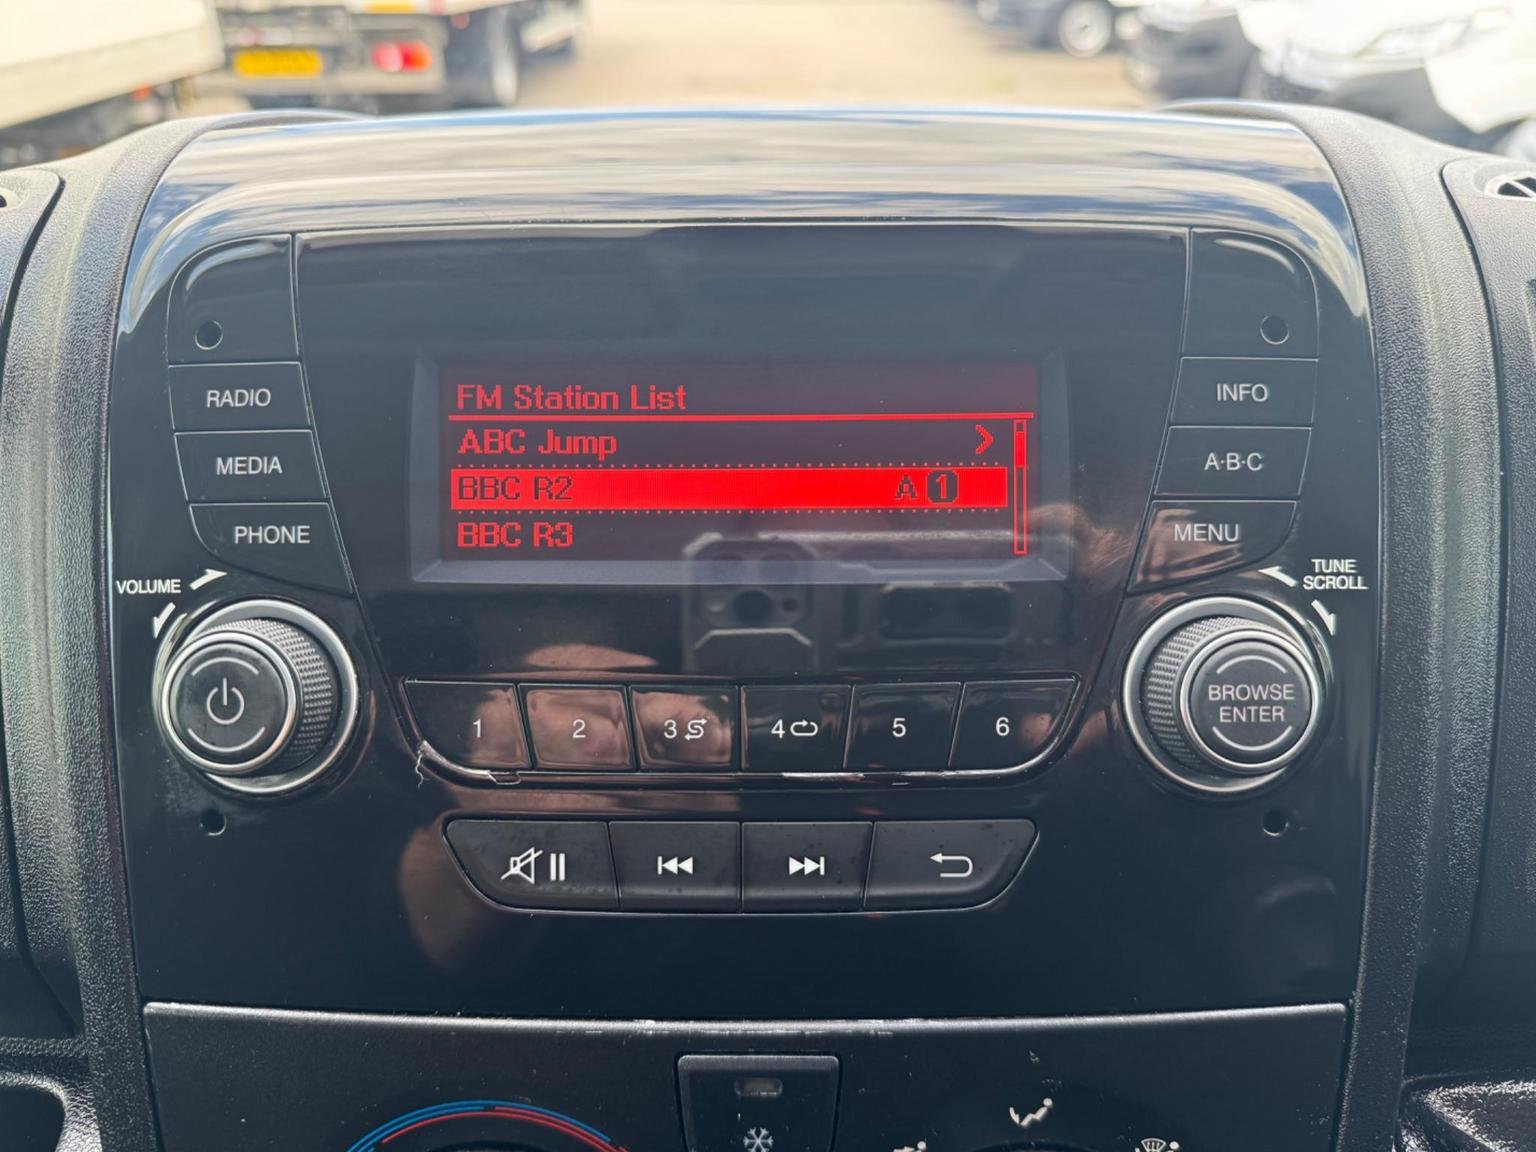 RADIO
MEDIA
PHONE
VOLUME
FM Station List
ABC Jump
BBC R2 A 1
BBC R3
INFO
A·B·C
MENU
TUNE
SCROLL
BROWSE
ENTER
1 2 3 4 5 6